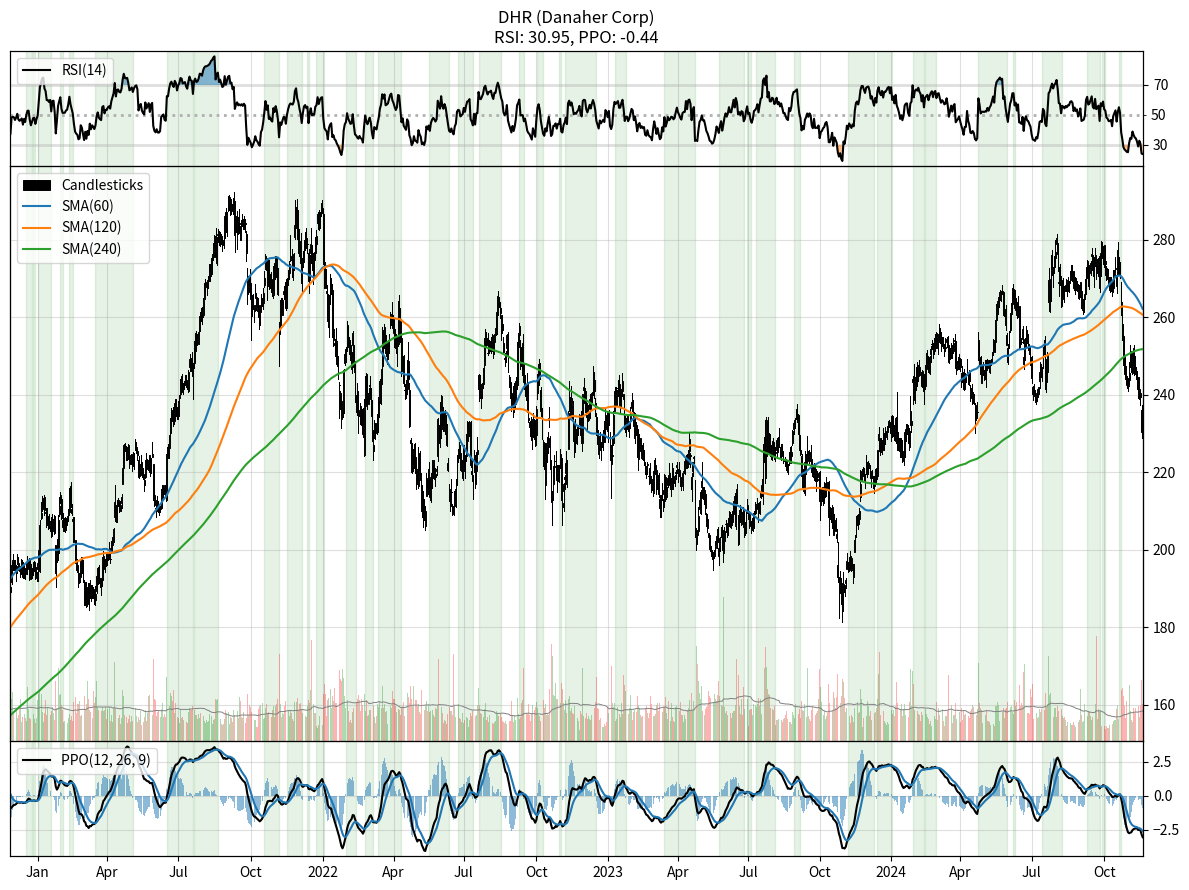 DHR (Danaher Corp)
RSI: 30.95, PPO: -0.44
RSI(14)
70
50
30
Candlesticks
SMA(60)
SMA(120)
SMA(240)
280
260
240
220
200
180
160
PPO(12, 26, 9)
2.5
0.0
−2.5
Jan Apr Jul Oct 2022 Apr Jul Oct 2023 Apr Jul Oct 2024 Apr Jul Oct